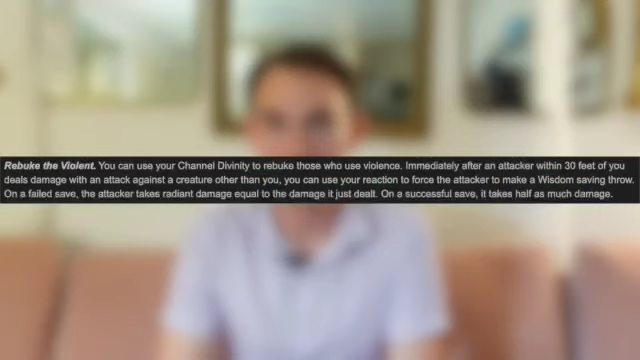 Rebuke the Violent. You can use your Channel Divinity to rebuke those who use violence. Immediately after an attacker within 30 feet of you
deals damage with an attack against a creature other than you, you can use your reaction to force the attacker to make a Wisdom saving throw.
On a failed save, the attacker takes radiant damage equal to the damage it just dealt. On a successful save, it takes half as much damage.